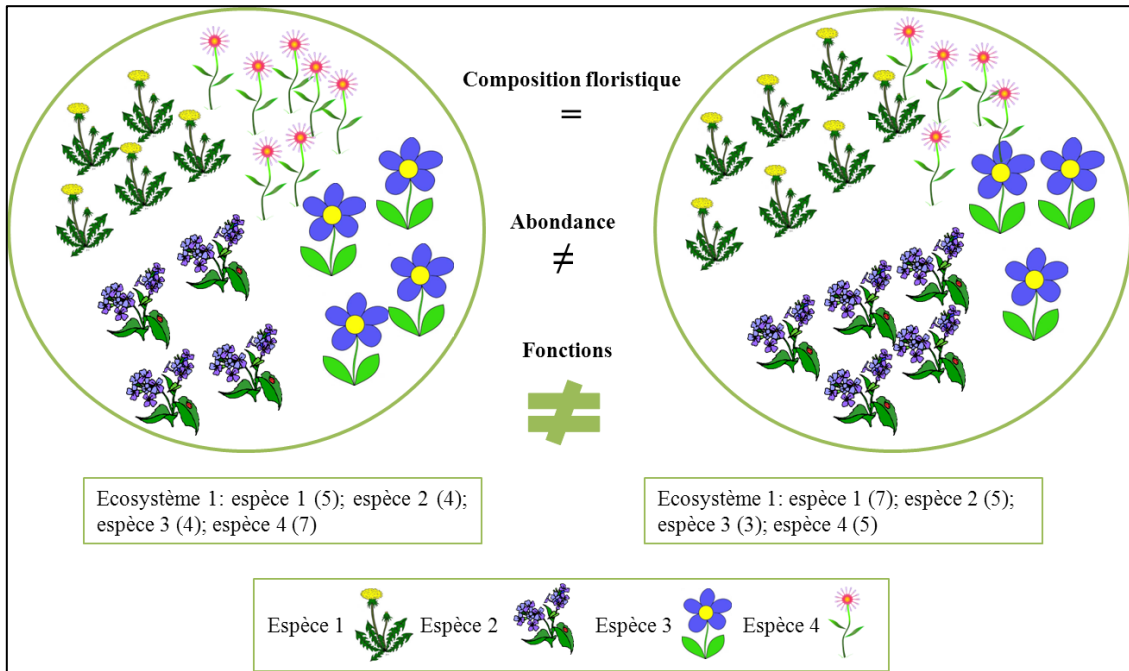 Composition floristique
=
Abondance
≠
Fonctions
≠
Ecosystème 1: espèce 1 (5); espèce 2 (4);
espèce 3 (4); espèce 4 (7)
Ecosystème 1: espèce 1 (7); espèce 2 (5);
espèce 3 (3); espèce 4 (5)
Espèce 1 Espèce 2 Espèce 3 Espèce 4